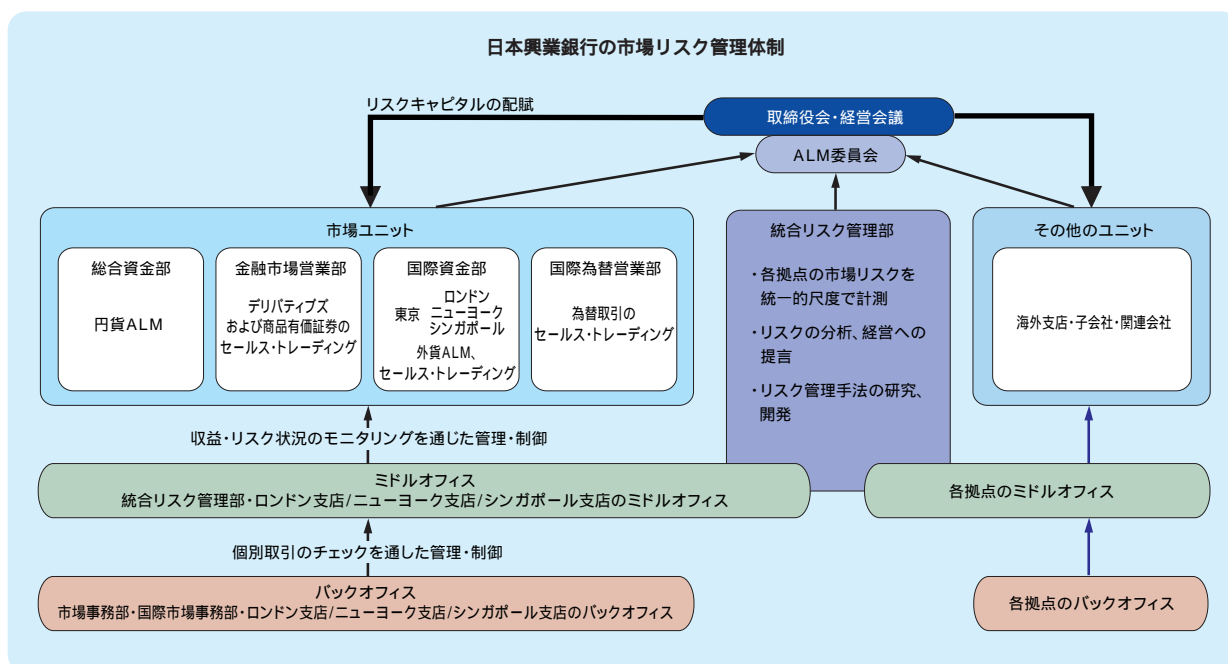 日本興業銀行の市場リスク管理体制
リスクキャピタルの配賦
取締役会・経営会議
ALM委員会
市場ユニット
総合資金部
円貨ALM
金融市場営業部
デリバティブズ
および商品有価証券の
セールス・トレーディング
国際資金部
東京
ロンドン
ニューヨーク
シンガポール
外貨ALM、
セールス・トレーディング
国際為替営業部
為替取引の
セールス・トレーディング
統合リスク管理部
・各拠点の市場リスクを
統一的尺度で計測
・リスクの分析、経営への
提言
・リスク管理手法の研究、
開発
その他のユニット
海外支店・子会社・関連会社
収益・リスク状況のモニタリングを通じた管理・制御
ミドルオフィス
統合リスク管理部・ロンドン支店/ニューヨーク支店/シンガポール支店のミドルオフィス
各拠点のミドルオフィス
個別取引のチェックを通した管理・制御
バックオフィス
市場事務部・国際市場事務部・ロンドン支店/ニューヨーク支店/シンガポール支店のバックオフィス
各拠点のバックオフィス